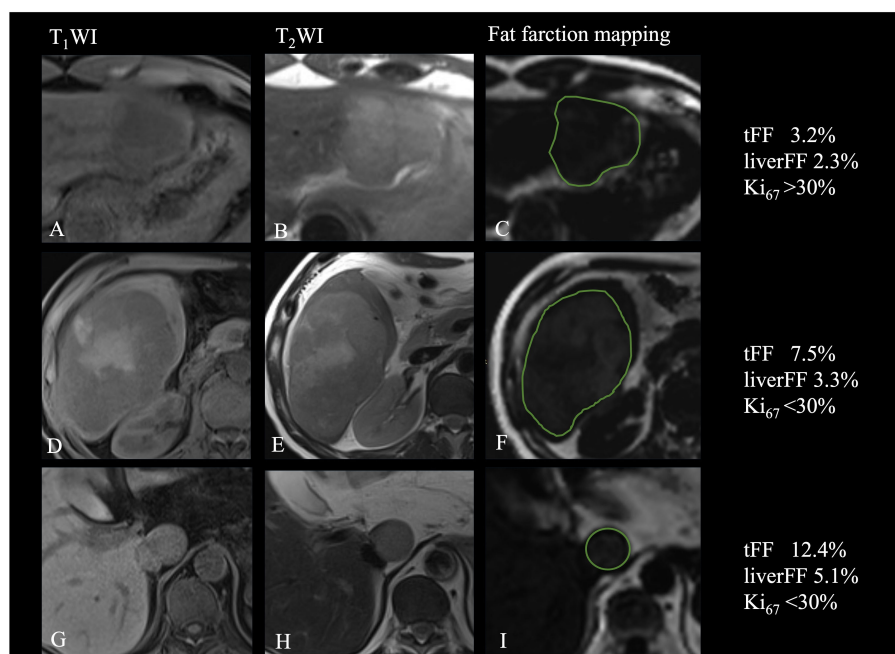 T₁WI T₂WI Fat farction mapping
A B C
tFF 3.2%
liverFF 2.3%
Ki₆₇ >30%
D E F
tFF 7.5%
liverFF 3.3%
Ki₆₇ <30%
G H I
tFF 12.4%
liverFF 5.1%
Ki₆₇ <30%